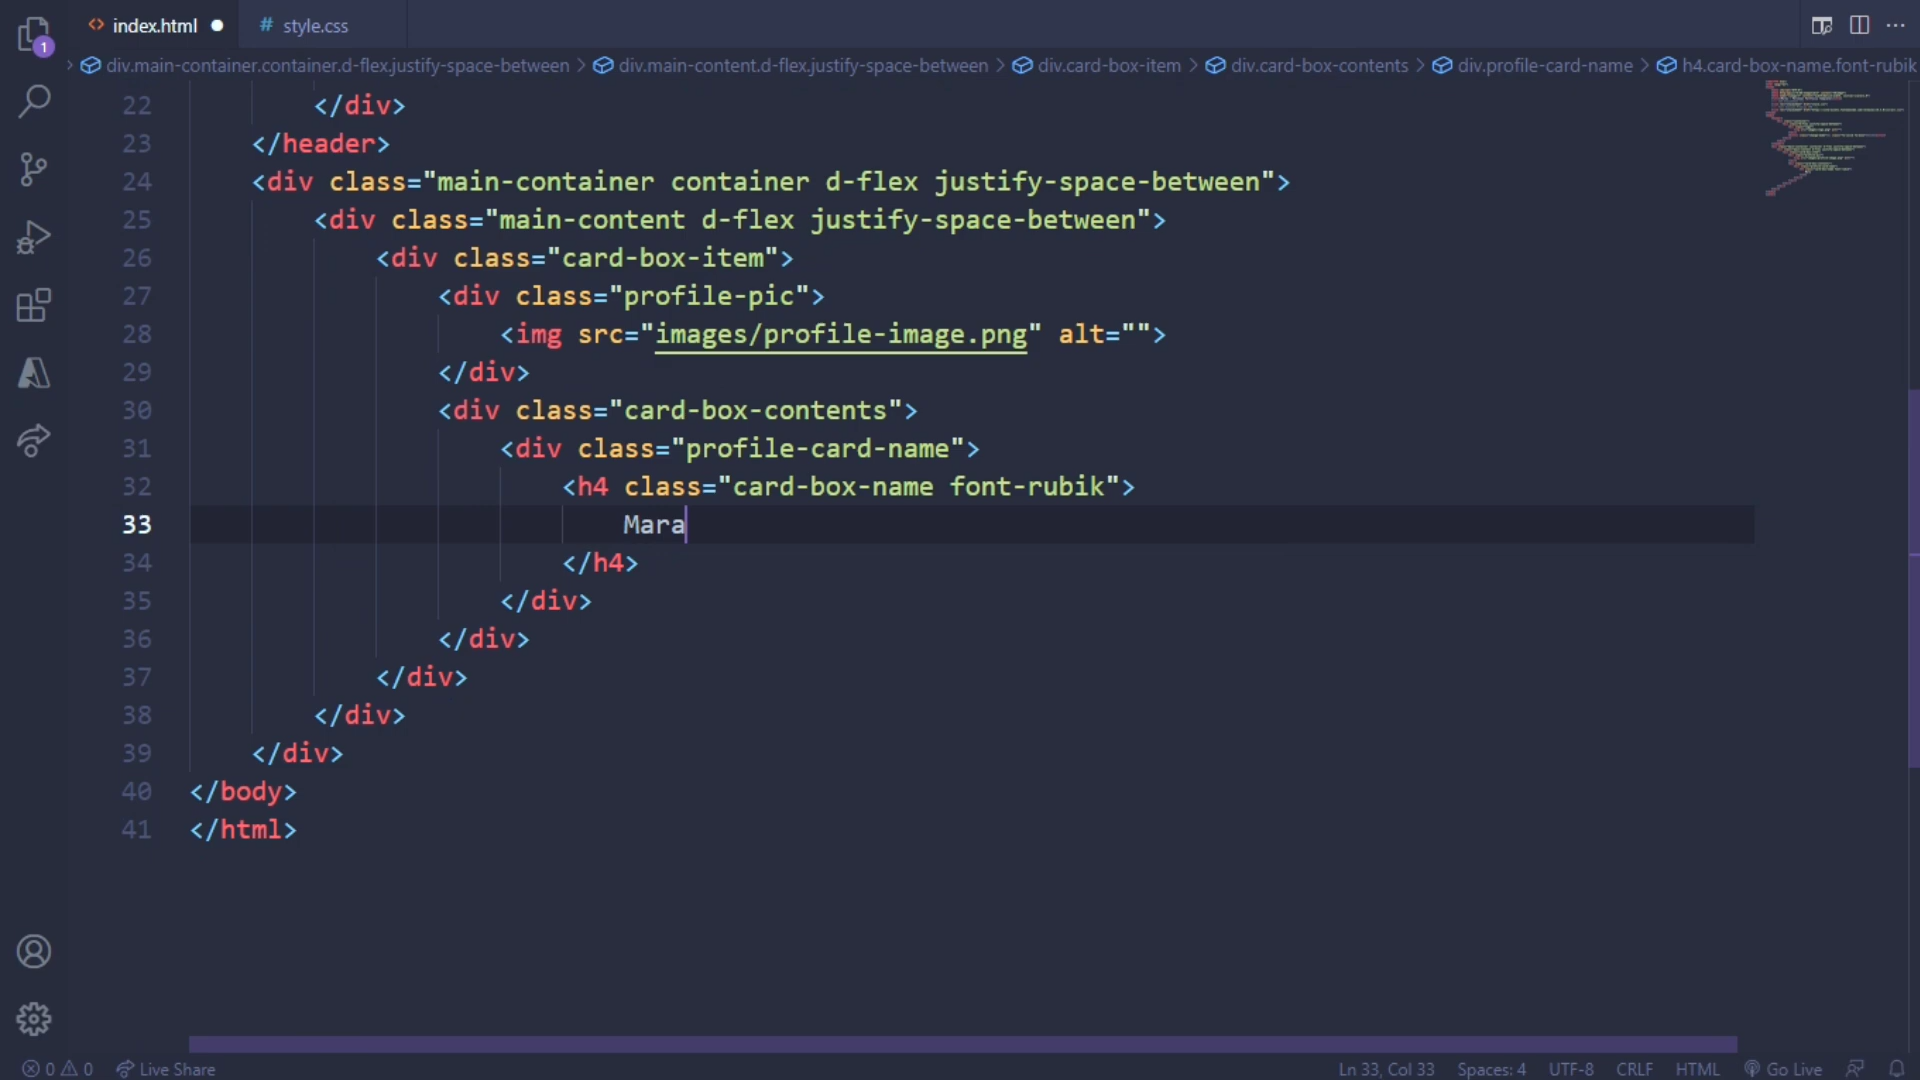 index.html
# style.css
1
div.main-container.container.d-flex.justify-space-between > div.main-content.d-flex.justify-space-between > div.card-box-item > div.card-box-contents > div.profile-card-name > h4.card-box-name.font-rubik
22 </div>
23 </header>
24 <div class="main-container container d-flex justify-space-between">
25 <div class="main-content d-flex justify-space-between">
26 <div class="card-box-item">
27 <div class="profile-pic">
28 <img src="images/profile-image.png" alt="">
29 </div>
30 <div class="card-box-contents">
31 <div class="profile-card-name">
32 <h4 class="card-box-name font-rubik">
33 Mara
34 </h4>
35 </div>
36 </div>
37 </div>
38 </div>
39 </div>
40 </body>
41 </html>
0 0 Live Share Ln 33, Col 33 Spaces: 4 UTF-8 CRLF HTML Go Live